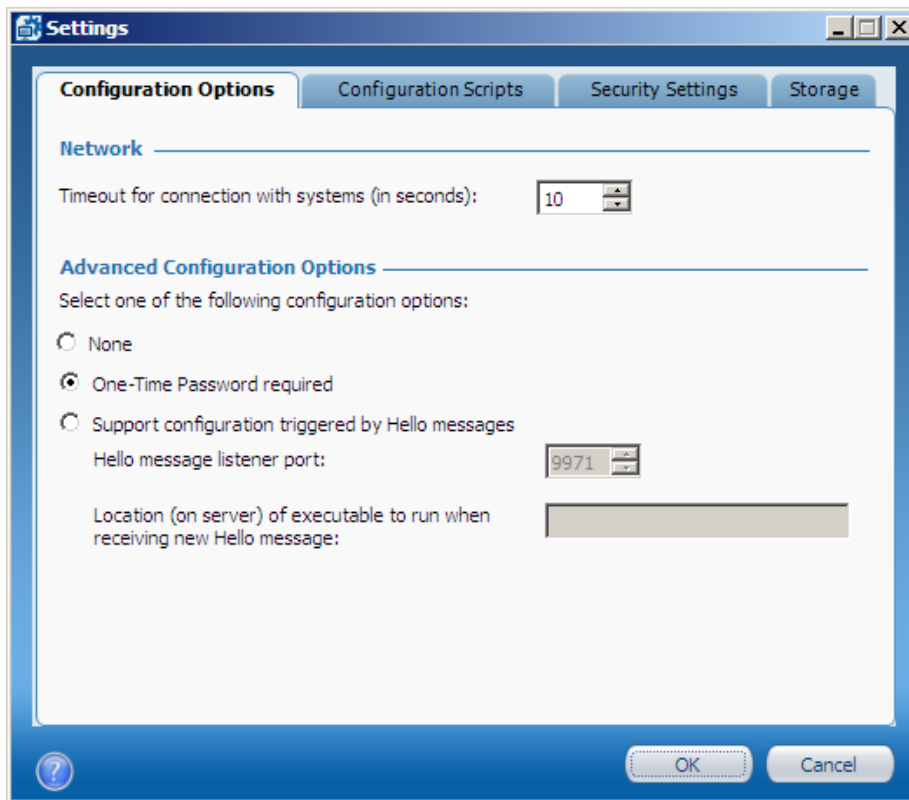 Settings
Configuration Options Configuration Scripts Security Settings Storage
Network
Timeout for connection with systems (in seconds): 10
Advanced Configuration Options
Select one of the following configuration options:
None
One-Time Password required
Support configuration triggered by Hello messages
Hello message listener port: 9971
Location (on server) of executable to run when
receiving new Hello message:
? OK Cancel